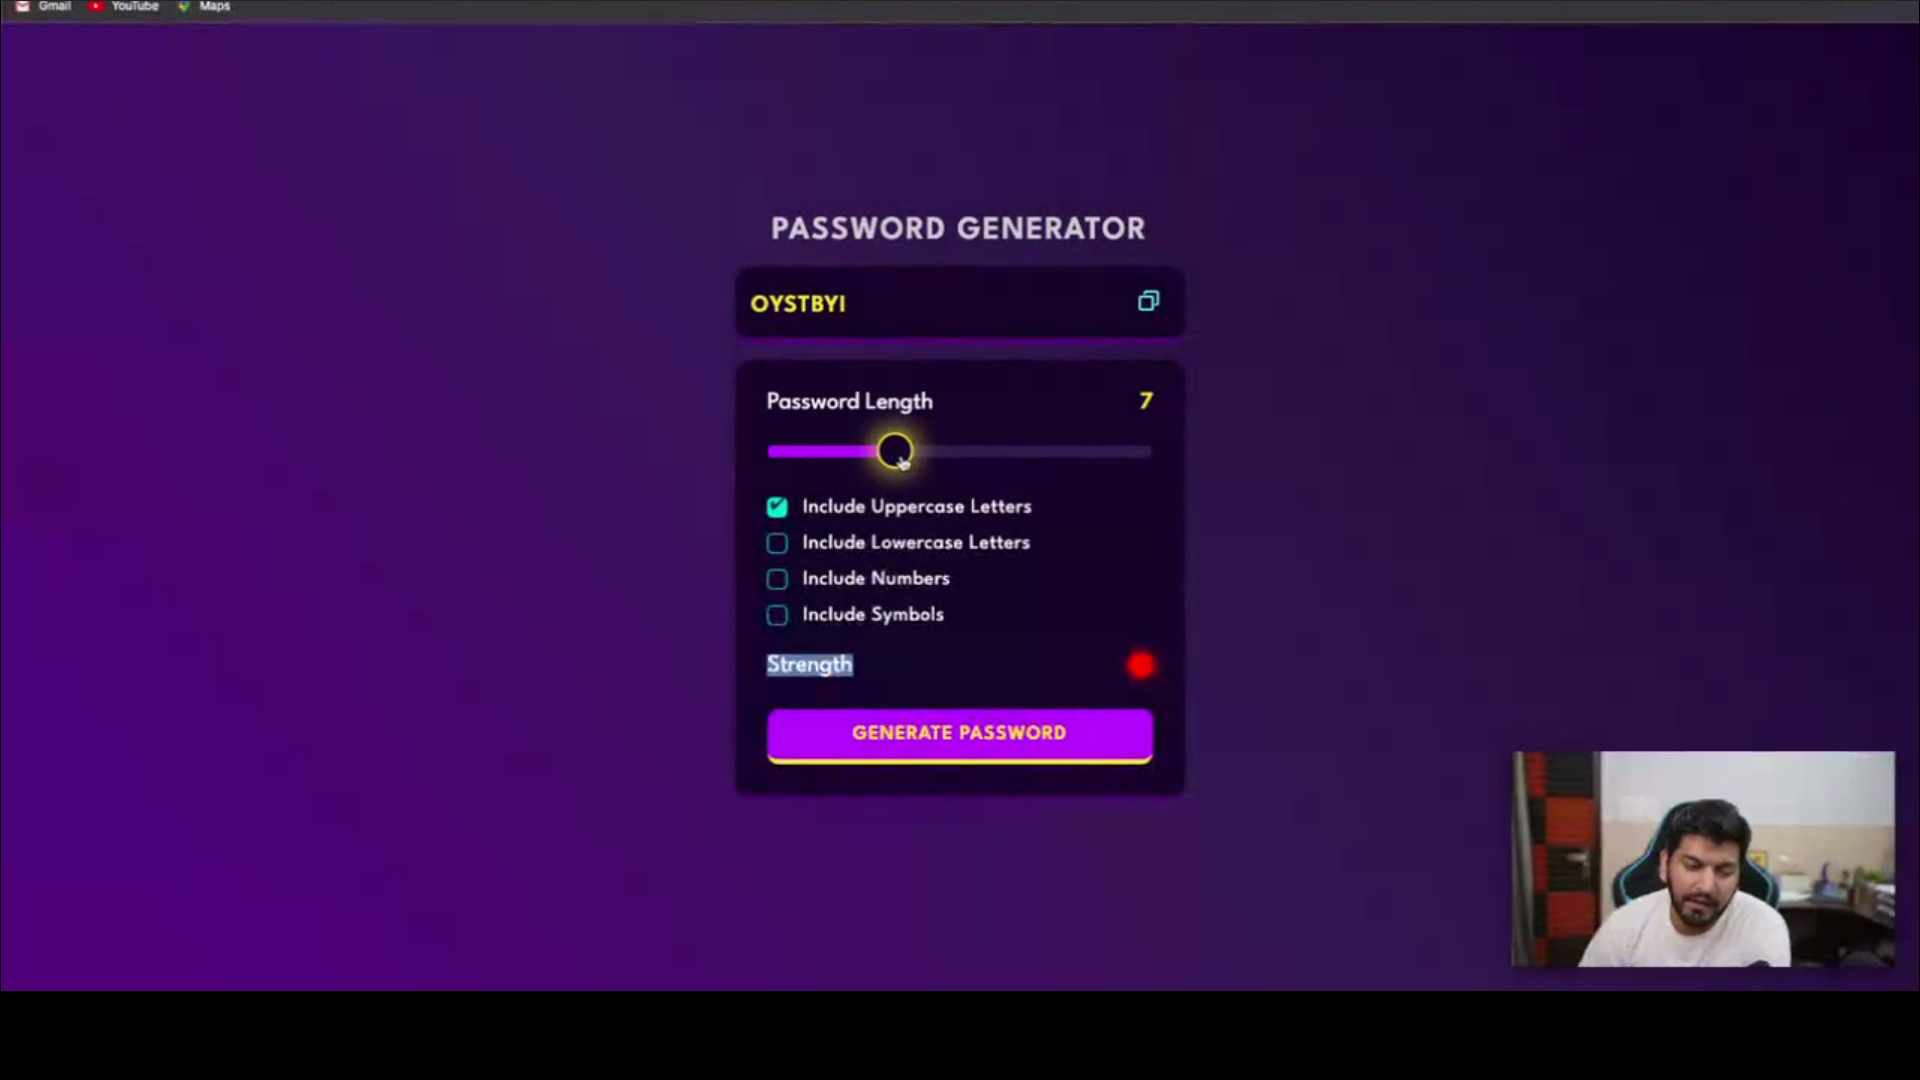 Gmail YouTube Maps
PASSWORD GENERATOR
OYSTBYI
Password Length 7
Include Uppercase Letters
Include Lowercase Letters
Include Numbers
Include Symbols
Strength
GENERATE PASSWORD